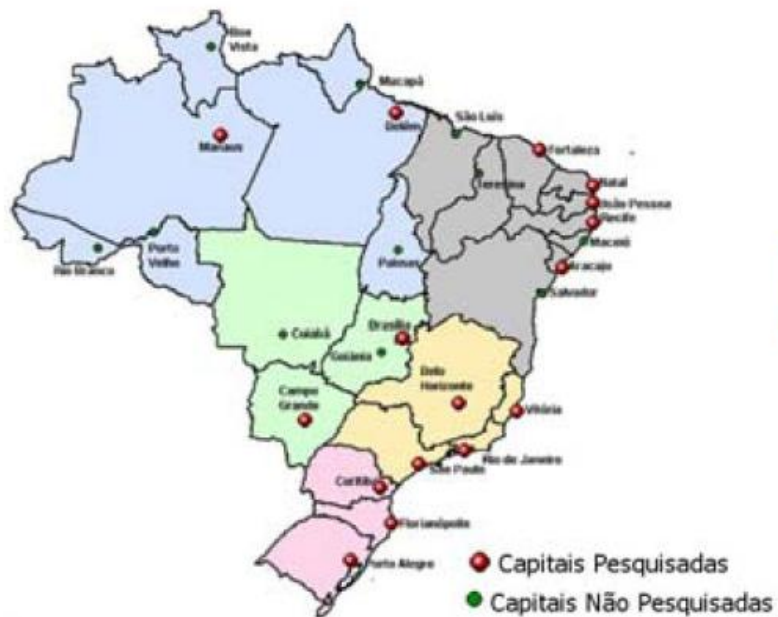 Boa
Vista
Macapá
São Luís
Belém
Manaus
Fortaleza
Teresina
Natal
João Pessoa
Recife
Maceió
Porto
Velho
Rio Branco
Palmas
Aracaju
Salvador
Brasília
Cuiabá
Goiânia
Belo
Horizonte
Campo
Grande
Vitória
Rio de Janeiro
São Paulo
Curitiba
Florianópolis
Porto Alegre
Capitais Pesquisadas
Capitais Não Pesquisadas